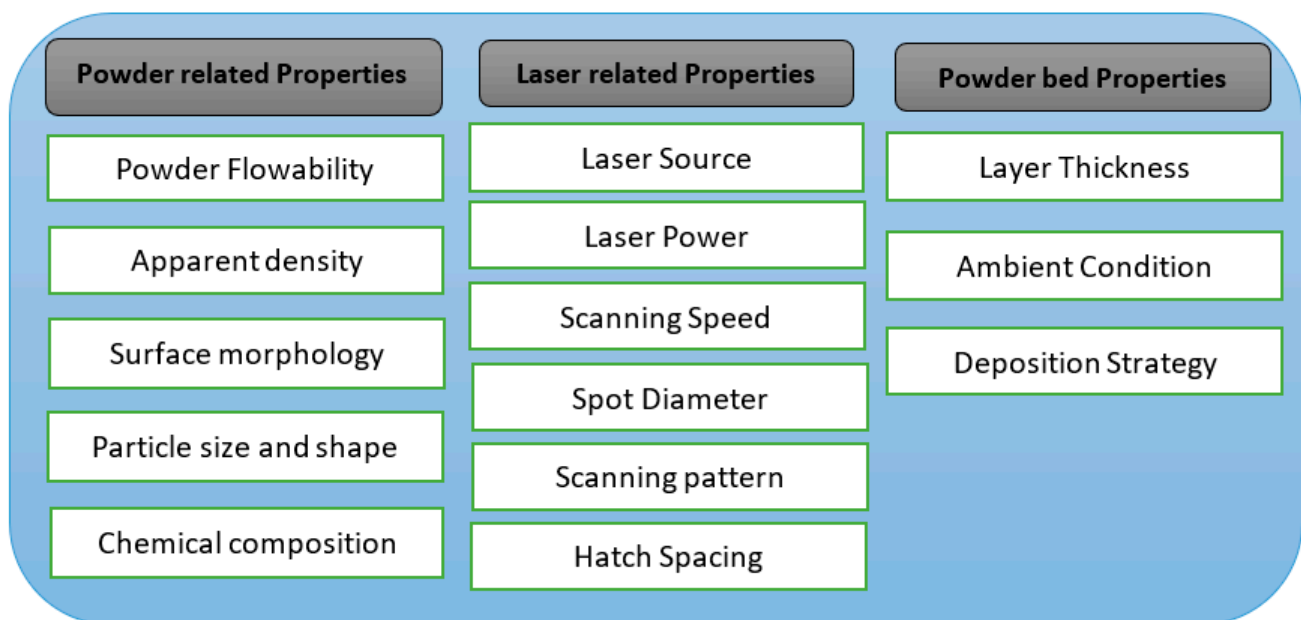 Powder related Properties
Powder Flowability
Apparent density
Surface morphology
Particle size and shape
Chemical composition
Laser related Properties
Laser Source
Laser Power
Scanning Speed
Spot Diameter
Scanning pattern
Hatch Spacing
Powder bed Properties
Layer Thickness
Ambient Condition
Deposition Strategy